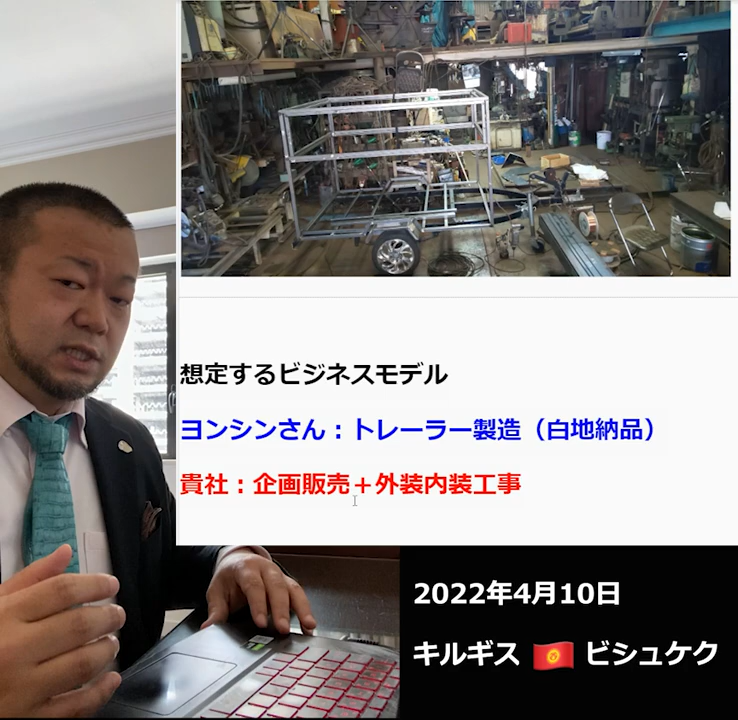 想定するビジネスモデル
ヨンシンさん：トレーラー製造（白地納品）
貴社：企画販売＋外装内装工事
2022年4月10日
キルギス 🇰🇬 ビシュケク